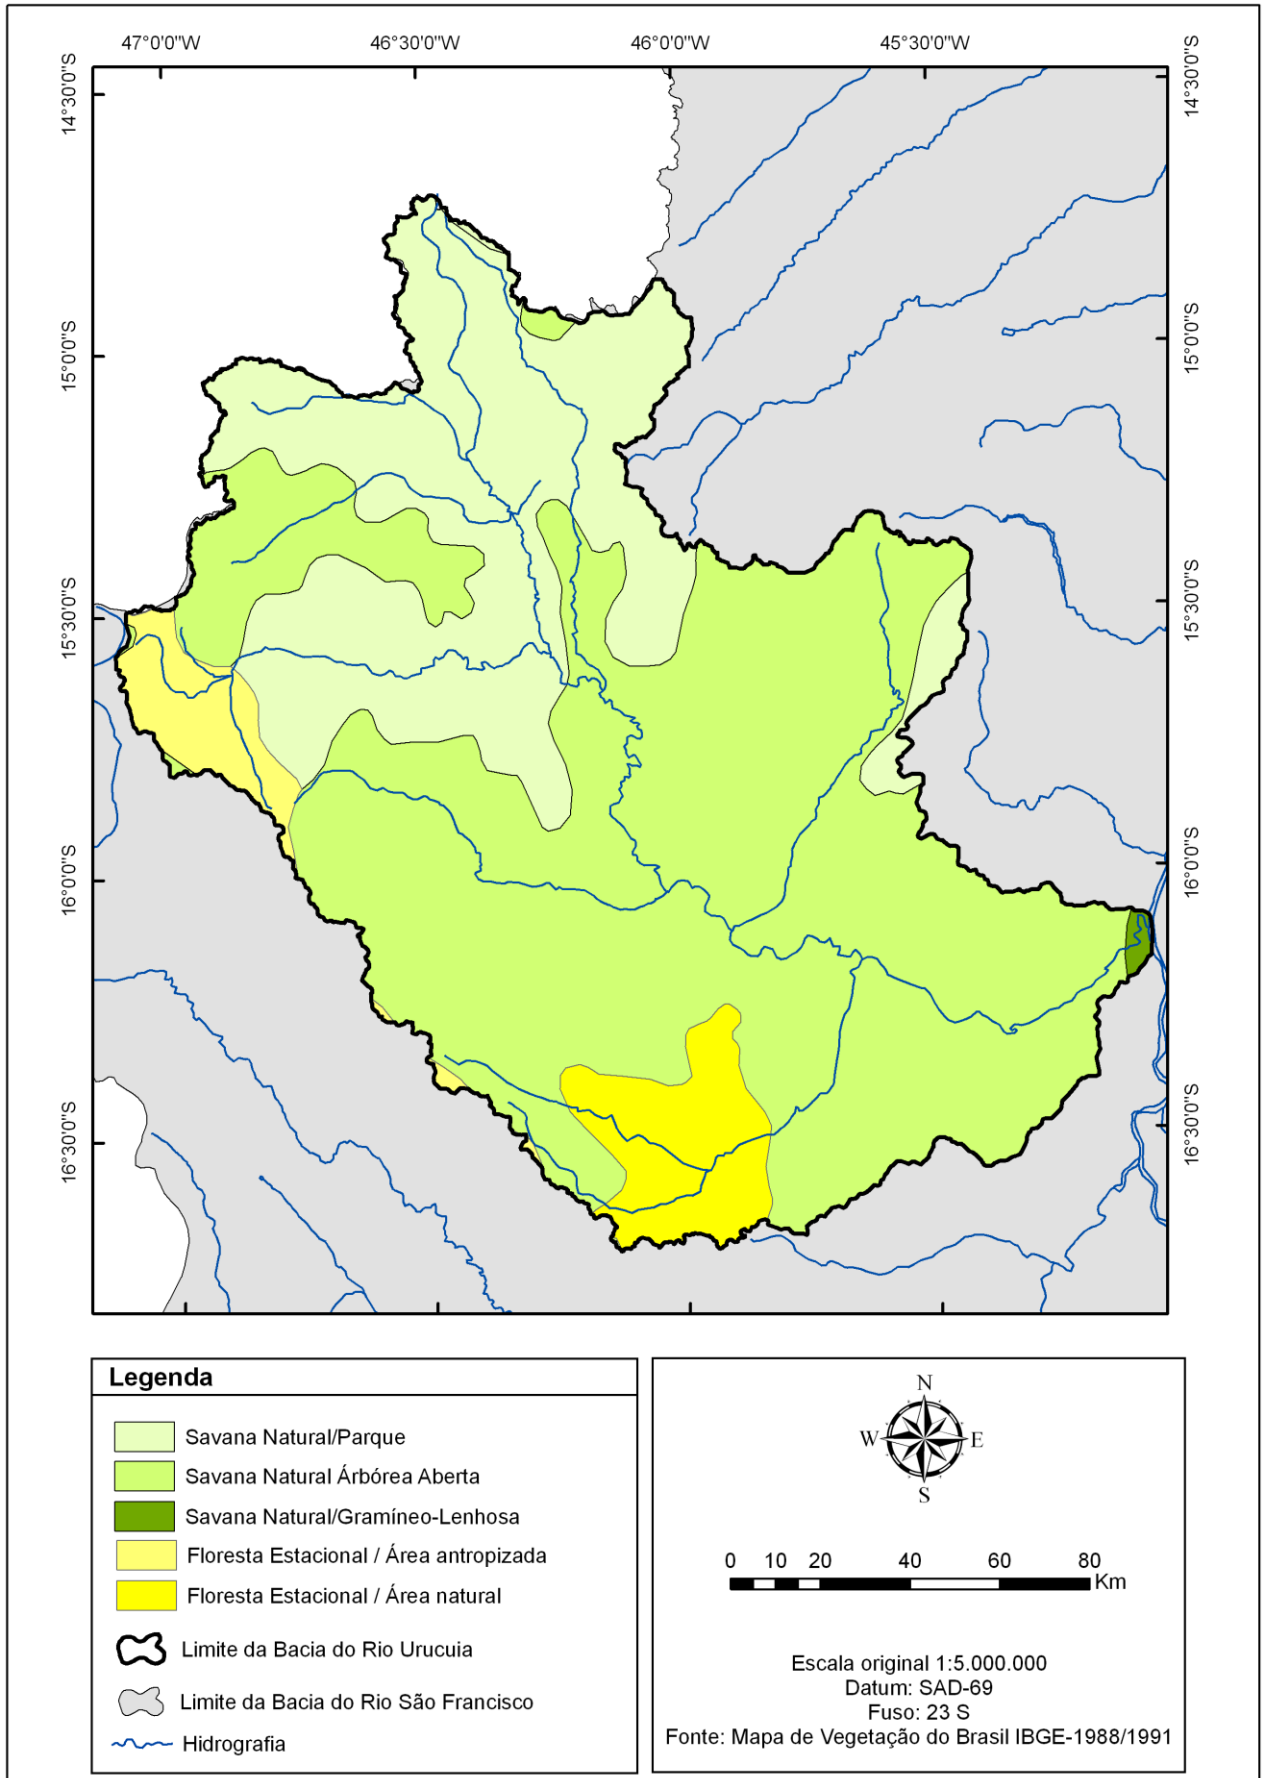 47°0'0"W
46°30'0"W
46°0'0"W
45°30'0"W
14°30'0"S
14°30'0"S
15°0'0"S
15°0'0"S
15°30'0"S
15°30'0"S
16°0'0"S
16°0'0"S
16°30'0"S
16°30'0"S
Legenda
Savana Natural/Parque
Savana Natural Árbórea Aberta
Savana Natural/Gramíneo-Lenhosa
Floresta Estacional / Área antropizada
Floresta Estacional / Área natural
Limite da Bacia do Rio Urucuia
Limite da Bacia do Rio São Francisco
Hidrografia
N
W E
S
0 10 20 40 60 80
Km
Escala original 1:5.000.000
Datum: SAD-69
Fuso: 23 S
Fonte: Mapa de Vegetação do Brasil IBGE-1988/1991